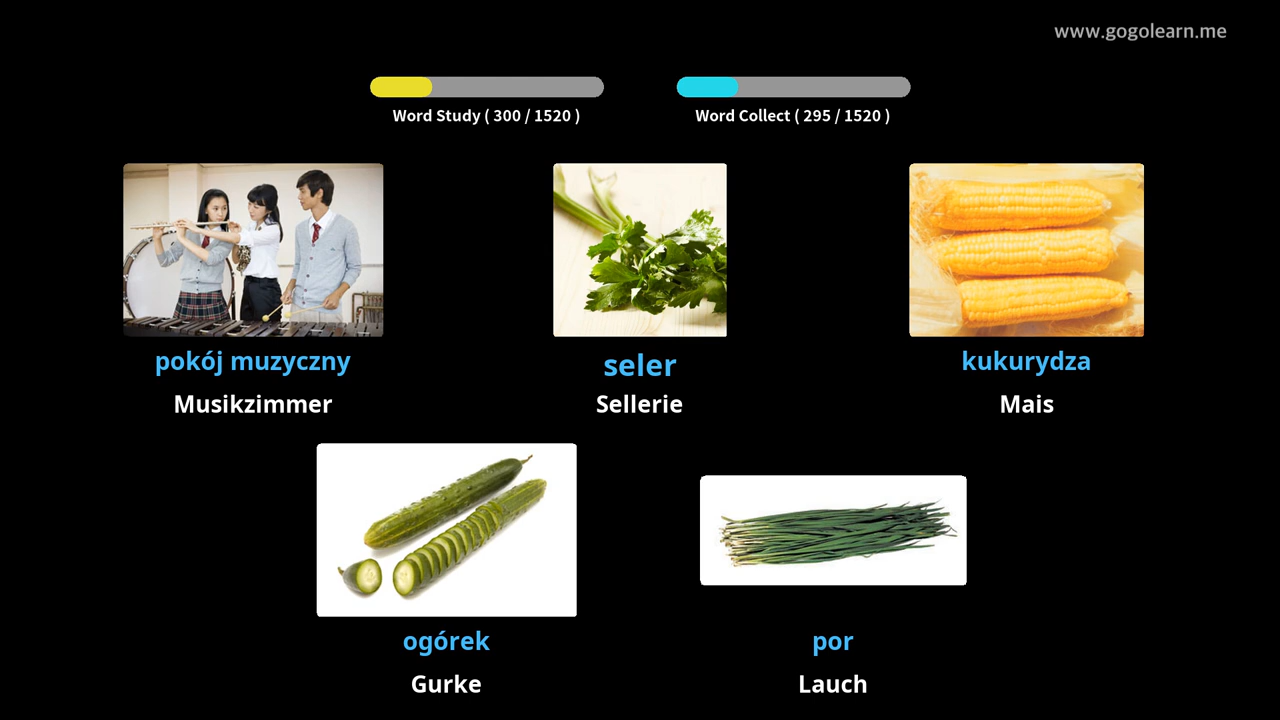 www.gogolearn.me
Word Study ( 300 / 1520 )
Word Collect ( 295 / 1520 )
pokój muzyczny
Musikzimmer
seler
Sellerie
kukurydza
Mais
ogórek
Gurke
por
Lauch